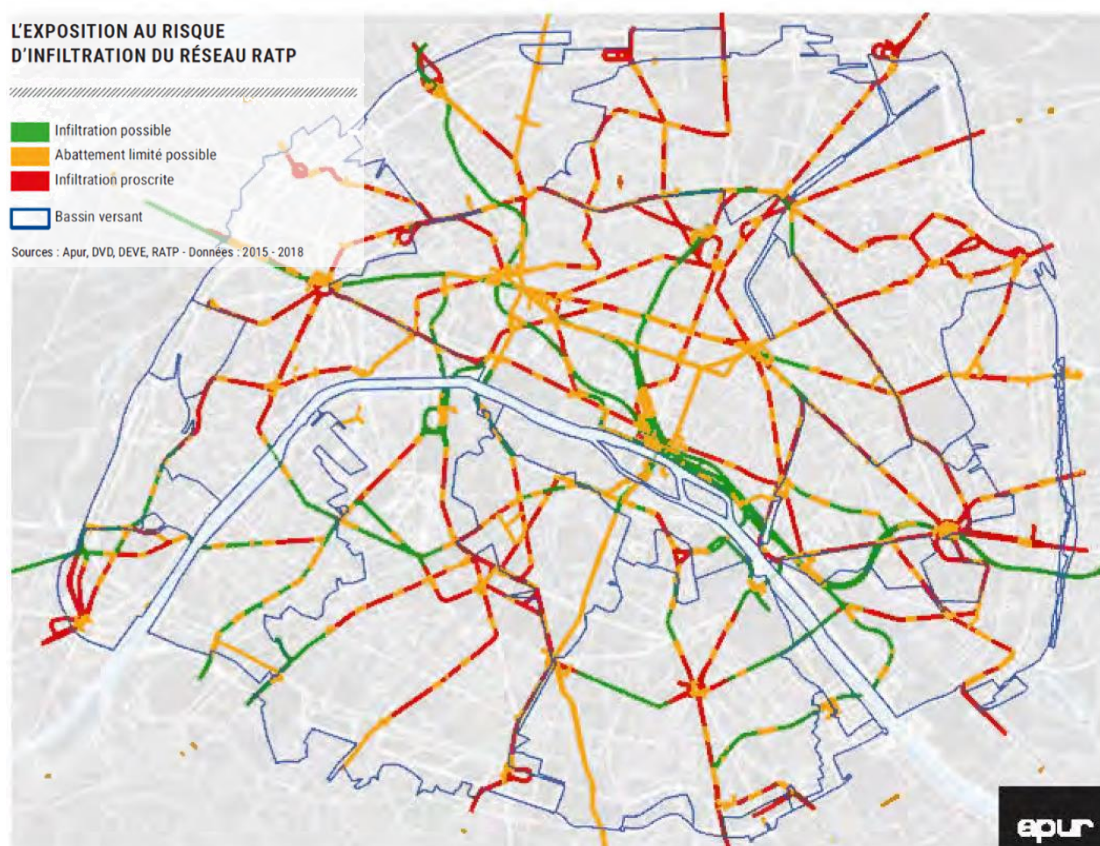 L'EXPOSITION AU RISQUE
D'INFILTRATION DU RÉSEAU RATP
Infiltration possible
Abattement limité possible
Infiltration proscrite
Bassin versant
Sources : Apur, DVD, DEVE, RATP - Données : 2015 - 2018
apur